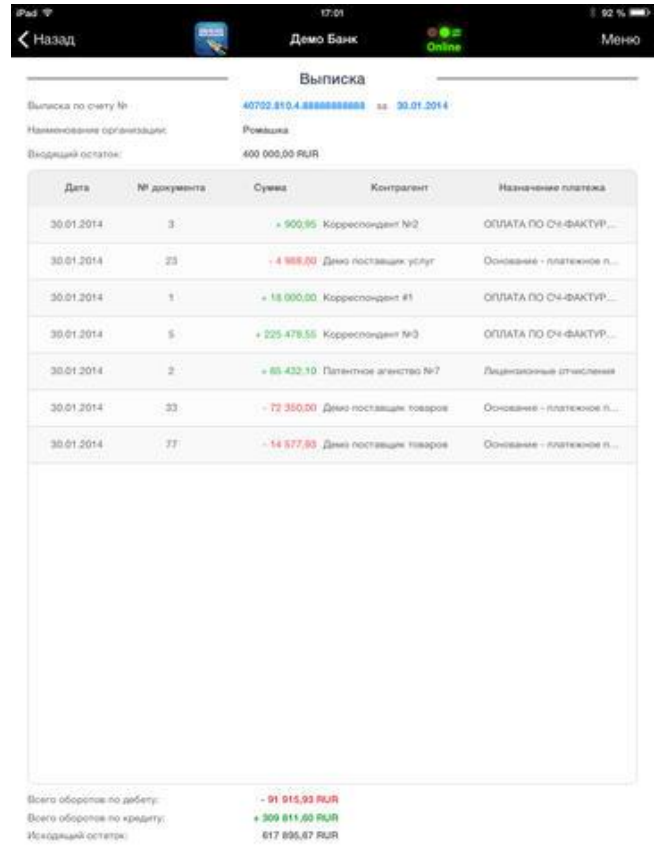 iPad 17:01 92 %
Назад Демо Банк Online Меню
Выписка
Выписка по счету № 40702.810.4.88888888888 за 30.01.2014
Наименование организации: Ромашка
Входящий остаток: 400 000,00 RUR
Дата № документа Сумма Контрагент Назначение платежа
30.01.2014 3 + 900,95 Корреспондент №2 ОПЛАТА ПО СЧ-ФАКТУР...
30.01.2014 23 - 4 988,00 Демо поставщик услуг Основание - платежное п...
30.01.2014 1 + 18 000,00 Корреспондент #1 ОПЛАТА ПО СЧ-ФАКТУР...
30.01.2014 5 + 225 478,55 Корреспондент №3 ОПЛАТА ПО СЧ-ФАКТУР...
30.01.2014 2 + 65 432,10 Патентное агенство №7 Лицензионные отчисления
30.01.2014 33 - 72 350,00 Демо поставщик товаров Основание - платежное п...
30.01.2014 77 - 14 577,93 Демо поставщик товаров Основание - платежное п...
Всего оборотов по дебету: - 91 915,93 RUR
Всего оборотов по кредиту: + 309 811,60 RUR
Исходящий остаток: 617 895,67 RUR